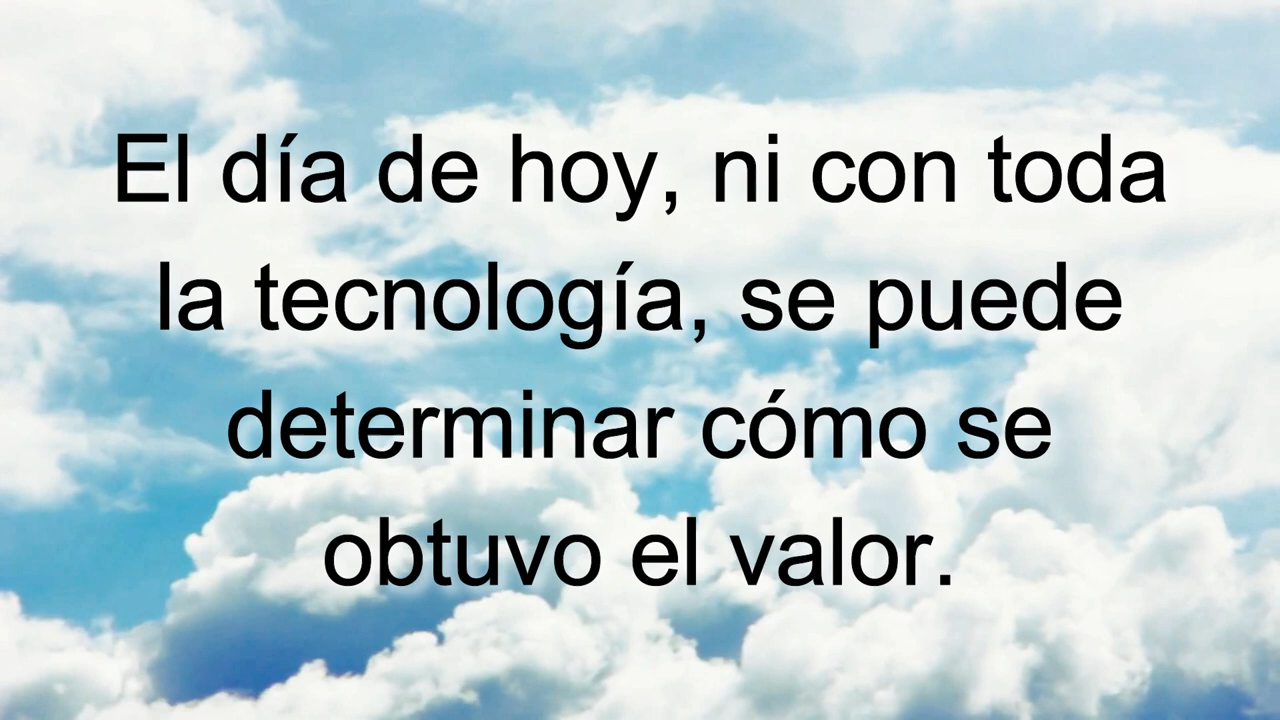 El día de hoy, ni con toda
la tecnología, se puede
determinar cómo se
obtuvo el valor.